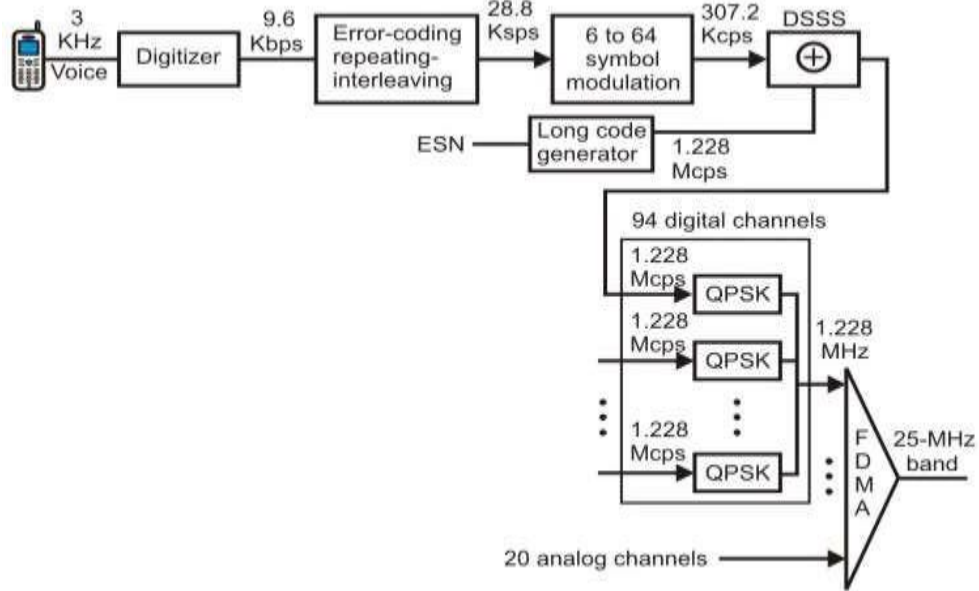 3
KHz
Voice
Digitizer
9.6
Kbps
Error-coding
repeating-
interleaving
28.8
Ksps
6 to 64
symbol
modulation
307.2
Kcps
DSSS
ESN
Long code
generator
1.228
Mcps
94 digital channels
1.228
Mcps
QPSK
1.228
Mcps
QPSK
1.228
Mcps
QPSK
1.228
MHz
F
D
M
A
25-MHz
band
20 analog channels